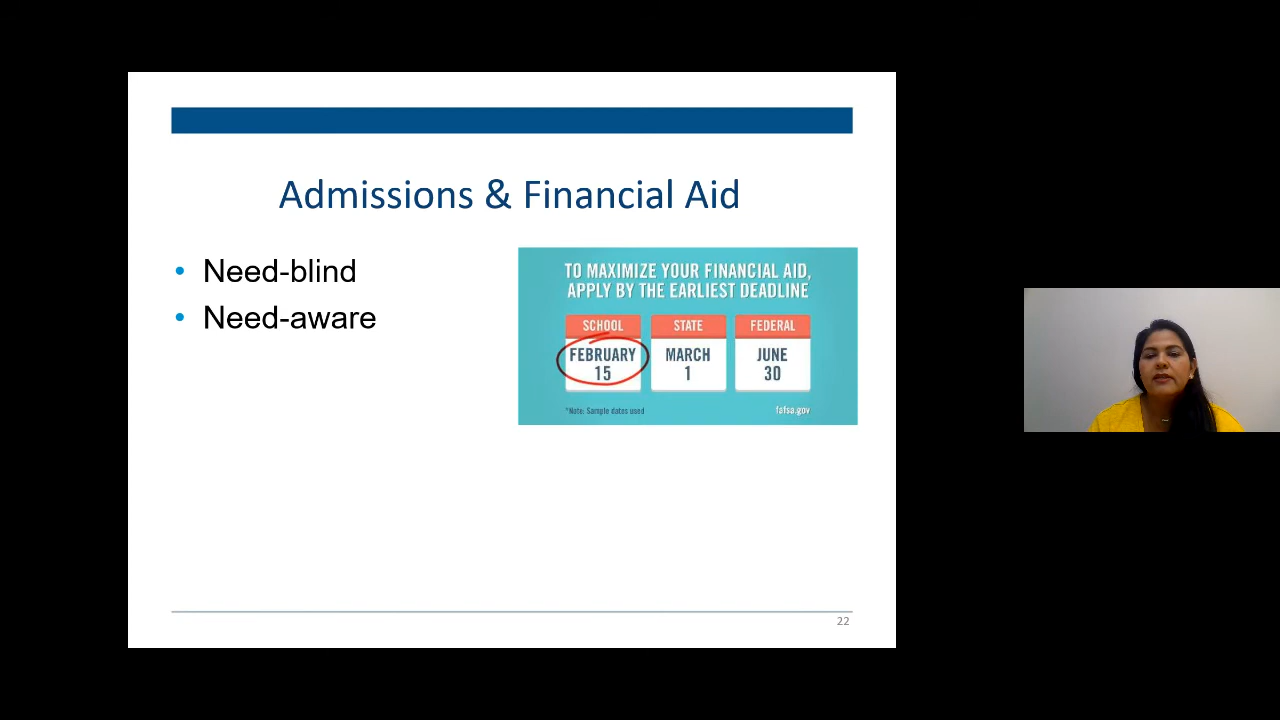 Admissions & Financial Aid
• Need-blind
• Need-aware
TO MAXIMIZE YOUR FINANCIAL AID,
APPLY BY THE EARLIEST DEADLINE
SCHOOL STATE FEDERAL
FEBRUARY MARCH JUNE
15 1 30
*Note: Sample dates used fafsa.gov
22